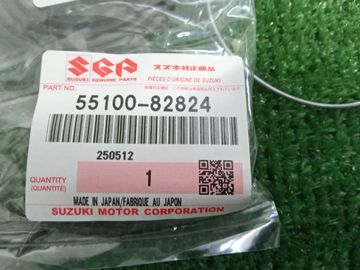 SGP
スズキ純正部品
SUZUKI GENUINE PARTS
PIÈCES D'ORIGINE DE SUZUKI
PART NO.
55100-82824
250512
QUANTITY
(QUANTITÉ)
1
MADE IN JAPAN/FABRIQUÉ AU JAPON
SUZUKI MOTOR CORPORATION